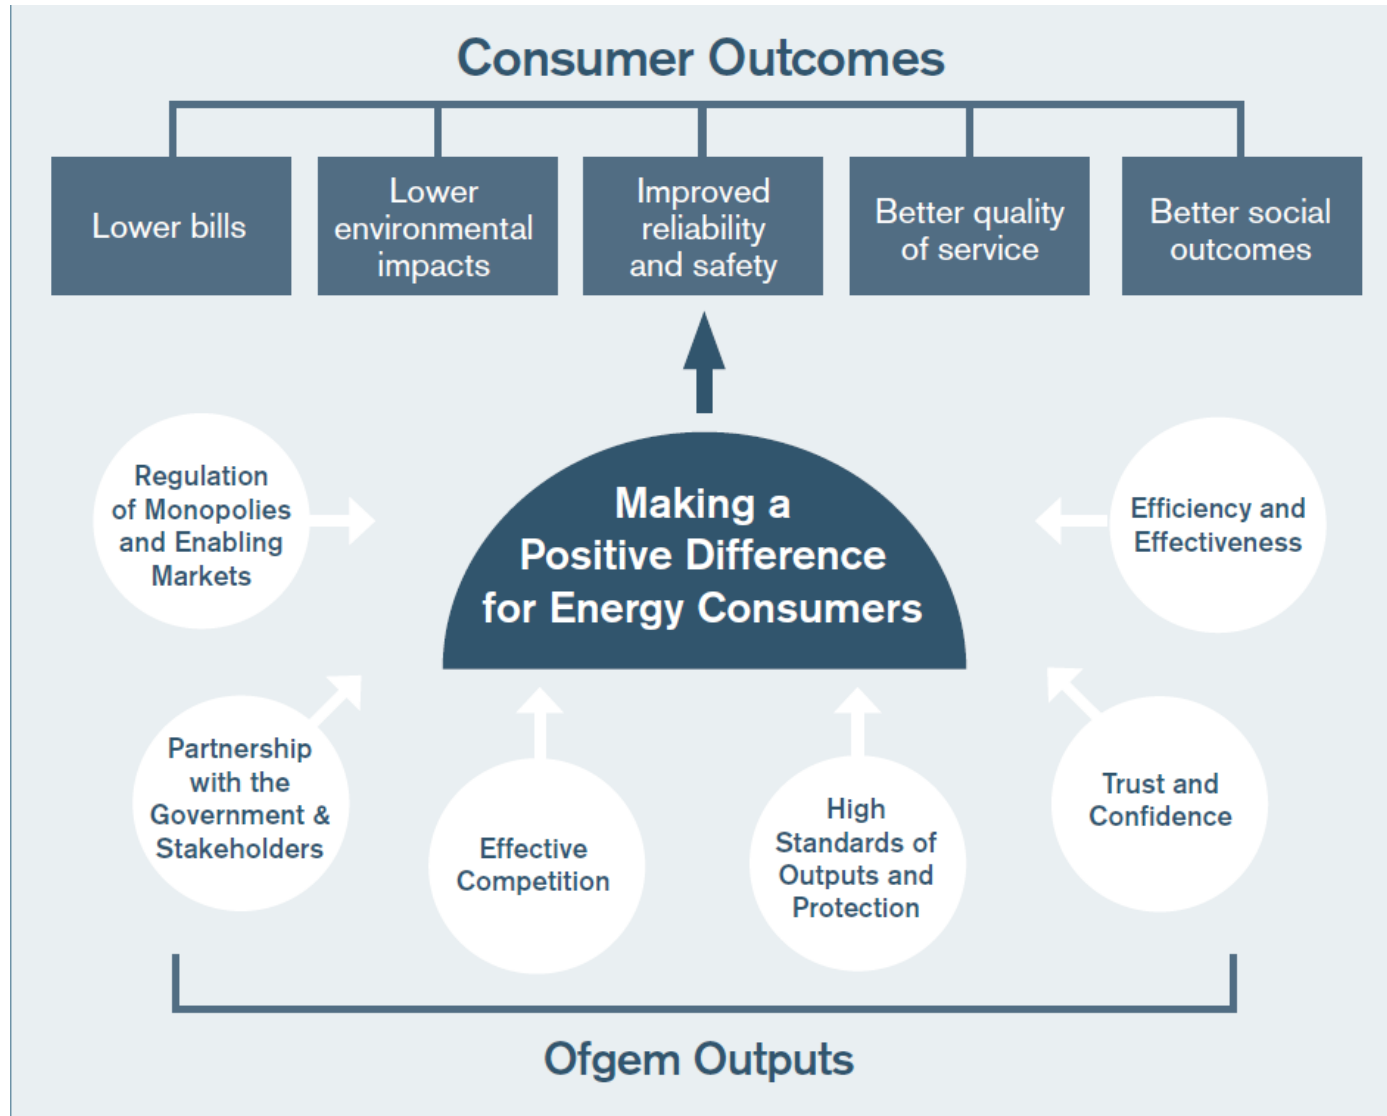 Consumer Outcomes
Lower bills
Lower
environmental
impacts
Improved
reliability
and safety
Better quality
of service
Better social
outcomes
Making a
Positive Difference
for Energy Consumers
Regulation
of Monopolies
and Enabling
Markets
Efficiency and
Effectiveness
Partnership
with the
Government &
Stakeholders
Effective
Competition
High
Standards of
Outputs and
Protection
Trust and
Confidence
Ofgem Outputs